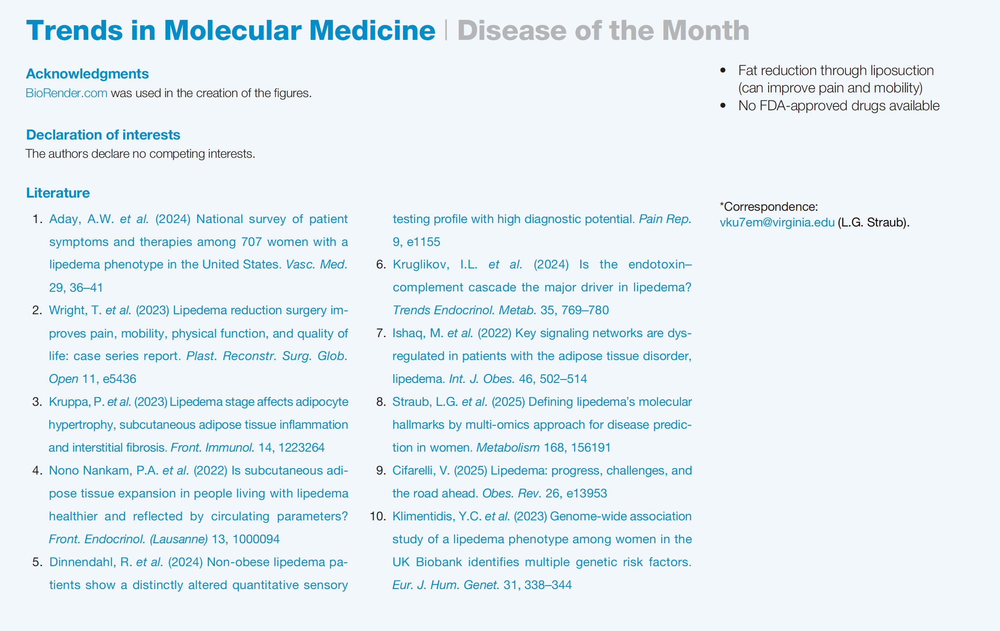 Trends in Molecular Medicine | Disease of the Month
Acknowledgments
BioRender.com was used in the creation of the figures.
Declaration of interests
The authors declare no competing interests.
Literature
1. Aday, A.W. et al. (2024) National survey of patient
symptoms and therapies among 707 women with a
lipedema phenotype in the United States. Vasc. Med.
29, 36–41
2. Wright, T. et al. (2023) Lipedema reduction surgery im-
proves pain, mobility, physical function, and quality of
life: case series report. Plast. Reconstr. Surg. Glob.
Open 11, e5436
3. Kruppa, P. et al. (2023) Lipedema stage affects adipocyte
hypertrophy, subcutaneous adipose tissue inflammation
and interstitial fibrosis. Front. Immunol. 14, 1223264
4. Nono Nankam, P.A. et al. (2022) Is subcutaneous adi-
pose tissue expansion in people living with lipedema
healthier and reflected by circulating parameters?
Front. Endocrinol. (Lausanne) 13, 1000094
5. Dinnendahl, R. et al. (2024) Non-obese lipedema pa-
tients show a distinctly altered quantitative sensory
testing profile with high diagnostic potential. Pain Rep.
9, e1155
6. Kruglikov, I.L. et al. (2024) Is the endotoxin–
complement cascade the major driver in lipedema?
Trends Endocrinol. Metab. 35, 769–780
7. Ishaq, M. et al. (2022) Key signaling networks are dys-
regulated in patients with the adipose tissue disorder,
lipedema. Int. J. Obes. 46, 502–514
8. Straub, L.G. et al. (2025) Defining lipedema's molecular
hallmarks by multi-omics approach for disease predic-
tion in women. Metabolism 168, 156191
9. Cifarelli, V. (2025) Lipedema: progress, challenges, and
the road ahead. Obes. Rev. 26, e13953
10. Klimentidis, Y.C. et al. (2023) Genome-wide association
study of a lipedema phenotype among women in the
UK Biobank identifies multiple genetic risk factors.
Eur. J. Hum. Genet. 31, 338–344
• Fat reduction through liposuction
(can improve pain and mobility)
• No FDA-approved drugs available
*Correspondence:
vku7em@virginia.edu (L.G. Straub).